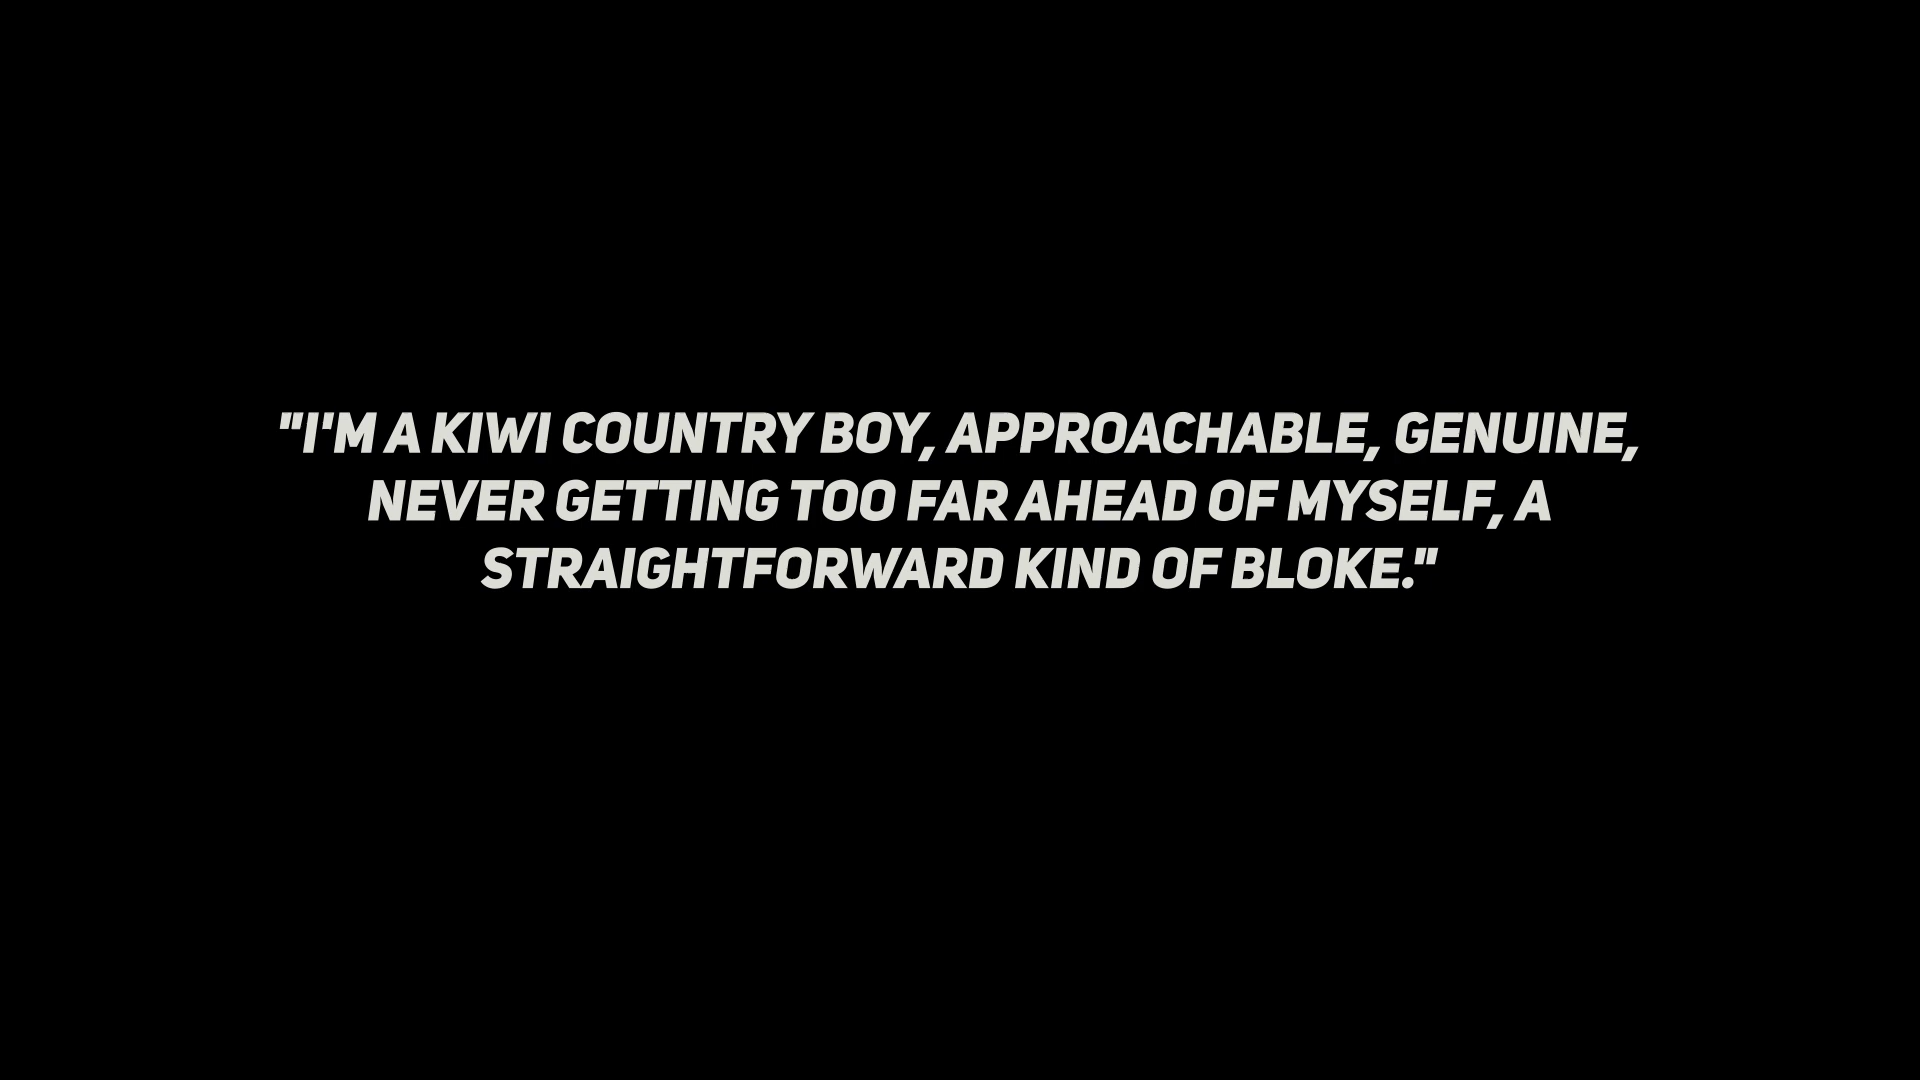 "I'M A KIWI COUNTRY BOY, APPROACHABLE, GENUINE,
NEVER GETTING TOO FAR AHEAD OF MYSELF, A
STRAIGHTFORWARD KIND OF BLOKE."